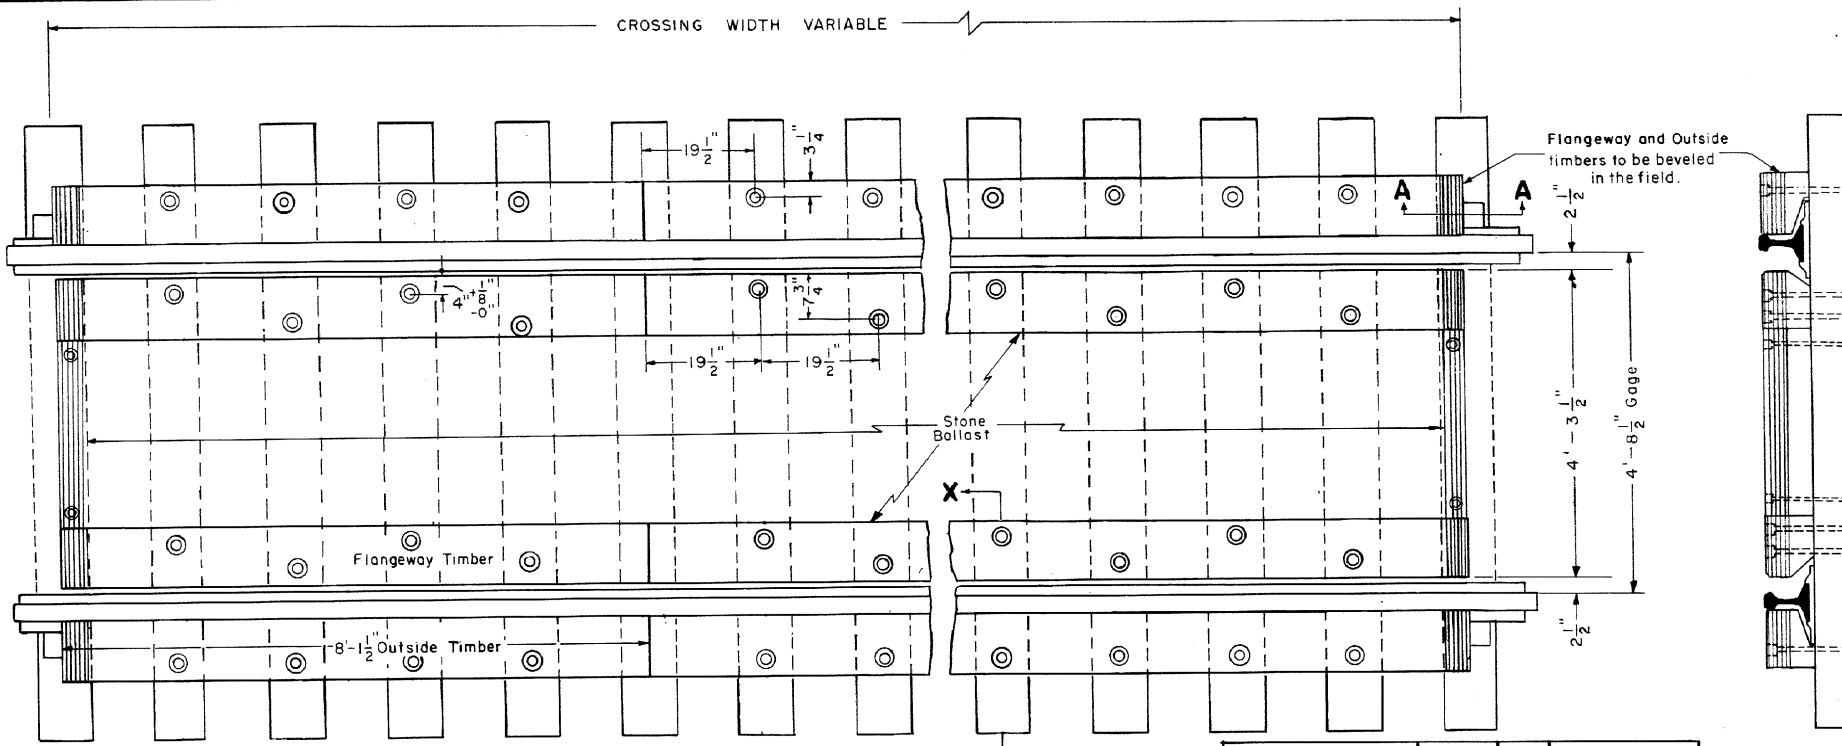 CROSSING WIDTH VARIABLE
19 1/2"
3 1/4"
Flangeway and Outside
timbers to be beveled
in the field.
A A
2 1/2"
4" +1/8" -0"
7 3/4"
19 1/2" 19 1/2"
Stone
Ballast
4'-3 1/2"
4'-8 1/2" Gage
X
Flangeway Timber
8'-1 1/2" Outside Timber
2 1/2"